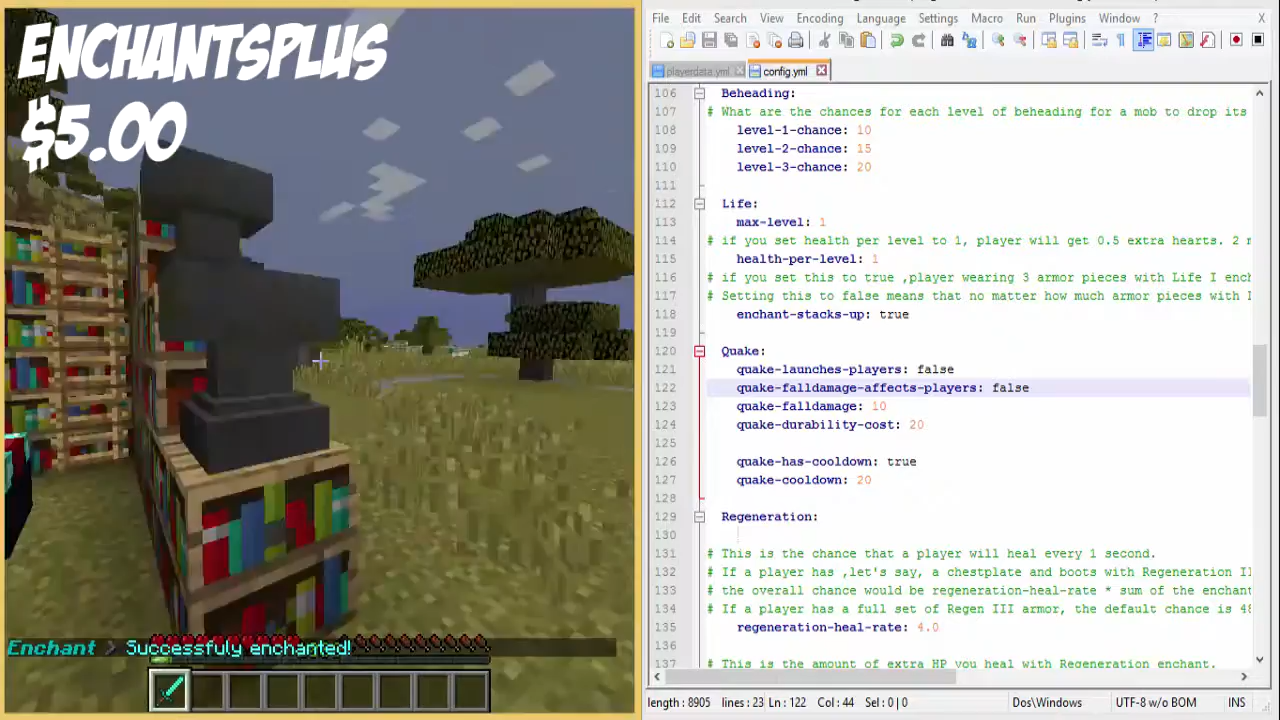 ENCHANTSPLUS
$5.00
Enchant > Successfuly enchanted!
File Edit Search View Encoding Language Settings Macro Run Plugins Window ? X
playerdata.yml config.yml
106 Beheading:
107 # What are the chances for each level of beheading for a mob to drop its
108 level-1-chance: 10
109 level-2-chance: 15
110 level-3-chance: 20
111
112 Life:
113 max-level: 1
114 # if you set health per level to 1, player will get 0.5 extra hearts. 2
115 health-per-level: 1
116 # if you set this to true ,player wearing 3 armor pieces with Life I
117 # Setting this to false means that no matter how much armor pieces with
118 enchant-stacks-up: true
119
120 Quake:
121 quake-launches-players: false
122 quake-falldamage-affects-players: false
123 quake-falldamage: 10
124 quake-durability-cost: 20
125
126 quake-has-cooldown: true
127 quake-cooldown: 20
128
129 Regeneration:
130
131 # This is the chance that a player will heal every 1 second.
132 # If a player has ,let's say, a chestplate and boots with Regeneration
133 # the overall chance would be regeneration-heal-rate * sum of the
134 # If a player has a full set of Regen III armor, the default chance is
135 regeneration-heal-rate: 4.0
136
137 # This is the amount of extra HP you heal with Regeneration enchant.
length : 8905 lines : 23 Ln : 122 Col : 44 Sel : 0 | 0 Dos\Windows UTF-8 w/o BOM INS